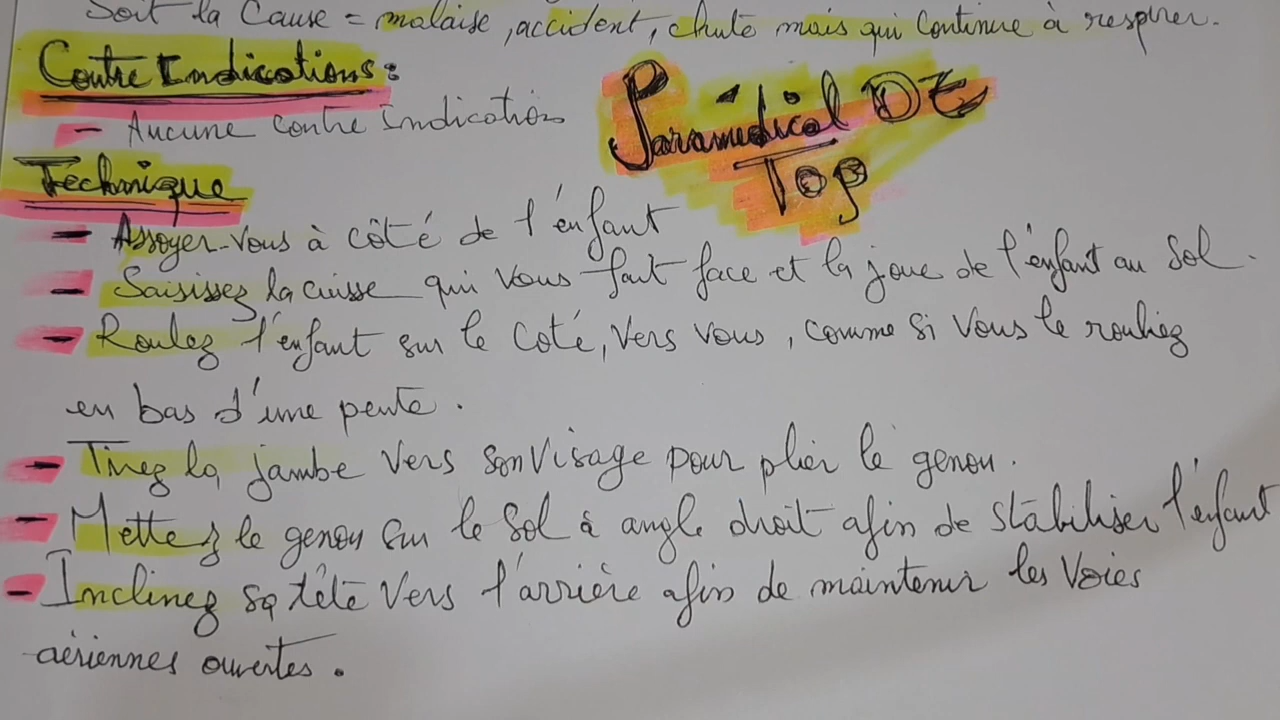 Soit la Cause = malaise, accident, chute mais qui Continue à respirer.
Contre Indications:
- Aucune contre Indication
Paramédical DE
Top
Technique
- Assoyer-vous à côté de l'enfant
- Saisissez la cuisse qui vous fait face et la joue de l'enfant au sol.
- Roulez l'enfant sur le coté, vers vous, comme si vous le rouliez
en bas d'une pente.
- Tirez la jambe vers son visage pour plier le genou.
- Mettez le genou sur le sol à angle droit afin de stabiliser l'enfant
- Inclinez sa tête vers l'arrière afin de maintenir les voies
aériennes ouvertes.